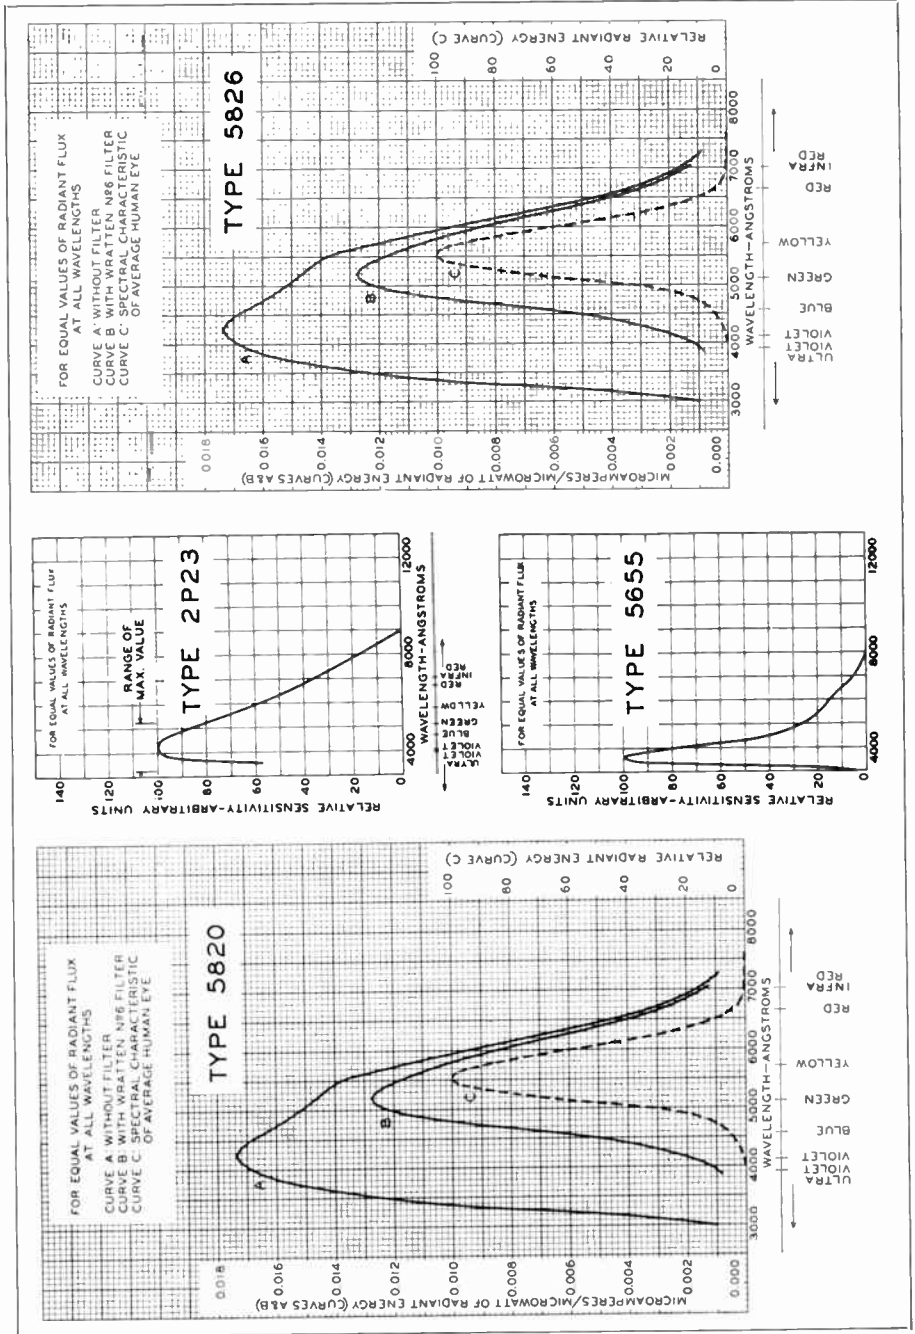 FOR EQUAL VALUES OF RADIANT FLUX
AT ALL WAVELENGTHS
CURVE A WITHOUT FILTER
CURVE B WITH WRATTEN Nº6 FILTER
CURVE C SPECTRAL CHARACTERISTIC
OF AVERAGE HUMAN EYE
TYPE 5820
MICROAMPERES/MICROWATT OF RADIANT ENERGY (CURVES A&B)
0.018
0.016
0.014
0.012
0.010
0.008
0.006
0.004
0.002
0.000
A
B
C
RELATIVE RADIANT ENERGY (CURVE C)
100
80
60
40
20
0
3000
4000
5000
6000
7000
8000
WAVELENGTH-ANGSTROMS
ULTRA
VIOLET
VIOLET
BLUE
GREEN
YELLOW
RED
INFRA
RED
FOR EQUAL VALUES OF RADIANT FLUX
AT ALL WAVELENGTHS
RANGE OF
MAX. VALUE
TYPE 2P23
RELATIVE SENSITIVITY-ARBITRARY UNITS
140
120
100
80
60
40
20
0
4000
8000
12000
WAVELENGTH-ANGSTROMS
ULTRA
VIOLET
VIOLET
BLUE
GREEN
YELLOW
RED
INFRA
RED
FOR EQUAL VALUES OF RADIANT FLUX
AT ALL WAVELENGTHS
TYPE 5655
RELATIVE SENSITIVITY-ARBITRARY UNITS
140
120
100
80
60
40
20
0
4000
8000
12000
FOR EQUAL VALUES OF RADIANT FLUX
AT ALL WAVELENGTHS
CURVE A WITHOUT FILTER
CURVE B WITH WRATTEN Nº6 FILTER
CURVE C SPECTRAL CHARACTERISTIC
OF AVERAGE HUMAN EYE
TYPE 5826
MICROAMPERES/MICROWATT OF RADIANT ENERGY (CURVES A&B)
0.018
0.016
0.014
0.012
0.010
0.008
0.006
0.004
0.002
0.000
A
B
C
RELATIVE RADIANT ENERGY (CURVE C)
100
80
60
40
20
0
3000
4000
5000
6000
7000
8000
WAVELENGTH-ANGSTROMS
ULTRA
VIOLET
VIOLET
BLUE
GREEN
YELLOW
RED
INFRA
RED